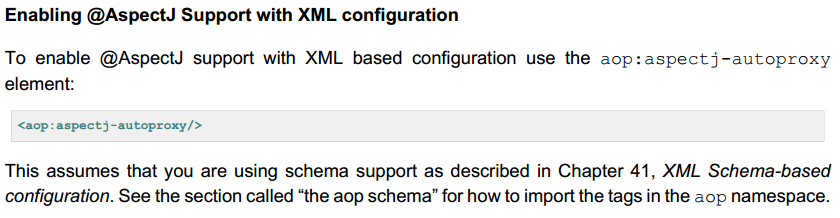 Enabling @AspectJ Support with XML configuration
To enable @AspectJ support with XML based configuration use the aop:aspectj-autoproxy
element:
<aop:aspectj-autoproxy/>
This assumes that you are using schema support as described in Chapter 41, XML Schema-based
configuration. See the section called “the aop schema” for how to import the tags in the aop namespace.